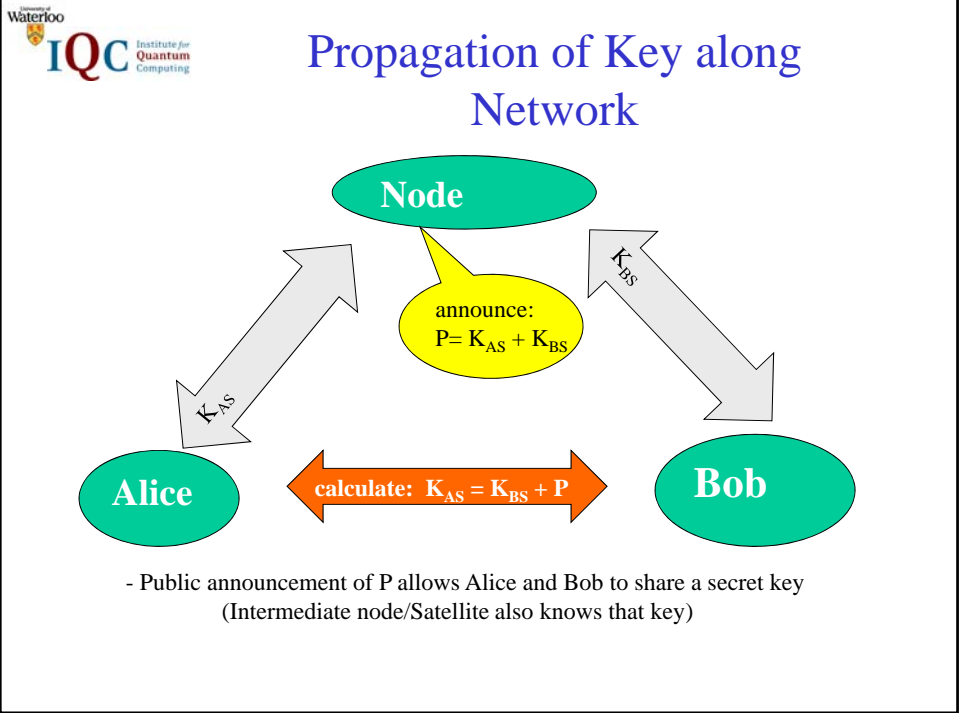 University of
Waterloo
IQC Institute for
Quantum
Computing
Propagation of Key along
Network
Node
K_BS
announce:
P= K_AS + K_BS
K_AS
Alice
calculate: K_AS = K_BS + P
Bob
- Public announcement of P allows Alice and Bob to share a secret key
(Intermediate node/Satellite also knows that key)